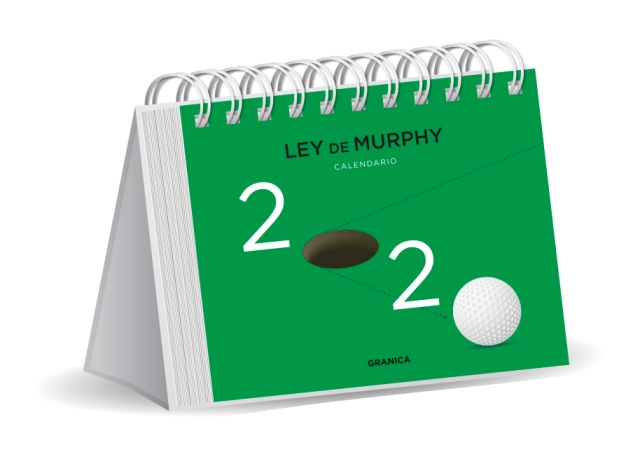 LEY DE MURPHY
CALENDARIO
2
2
GRANICA